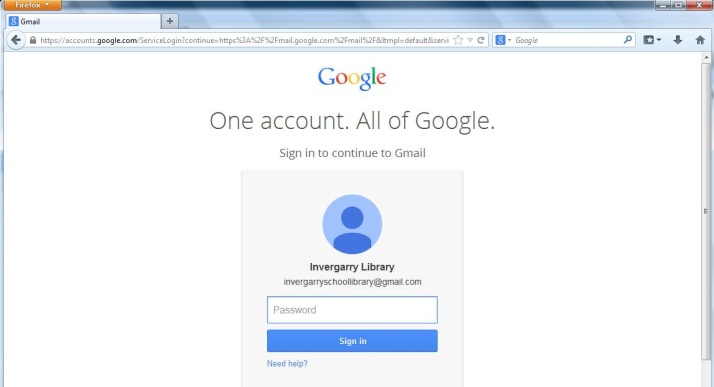 Firefox
Gmail
https://accounts.google.com/ServiceLogin?continue=https%3A%2F%2Fmail.google.com%2Fmail%2F&ltmpl=default&servi
Google
Google
One account. All of Google.
Sign in to continue to Gmail
Invergarry Library
invergarryschoollibrary@gmail.com
Password
Sign in
Need help?